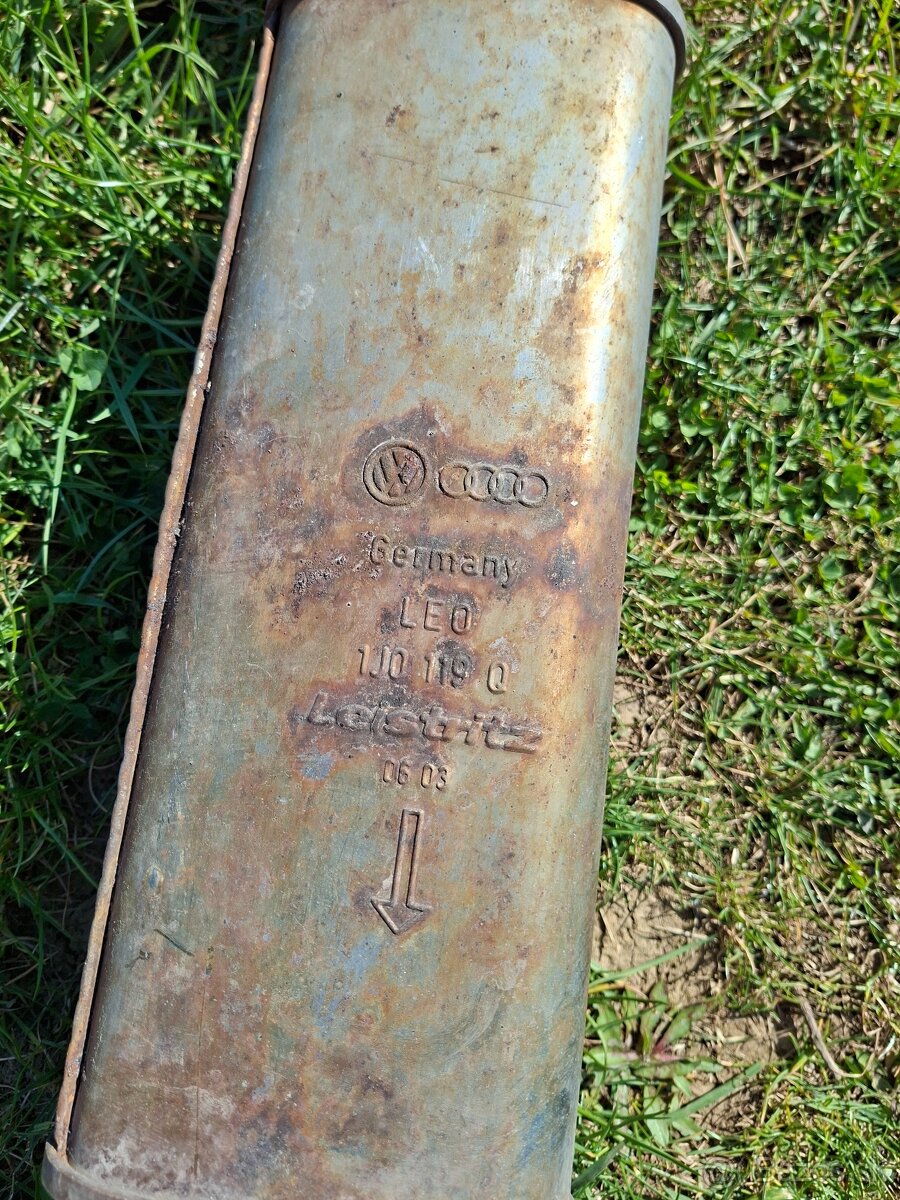 Germany
LEO
1J0 119 Q
Leistritz
06 03